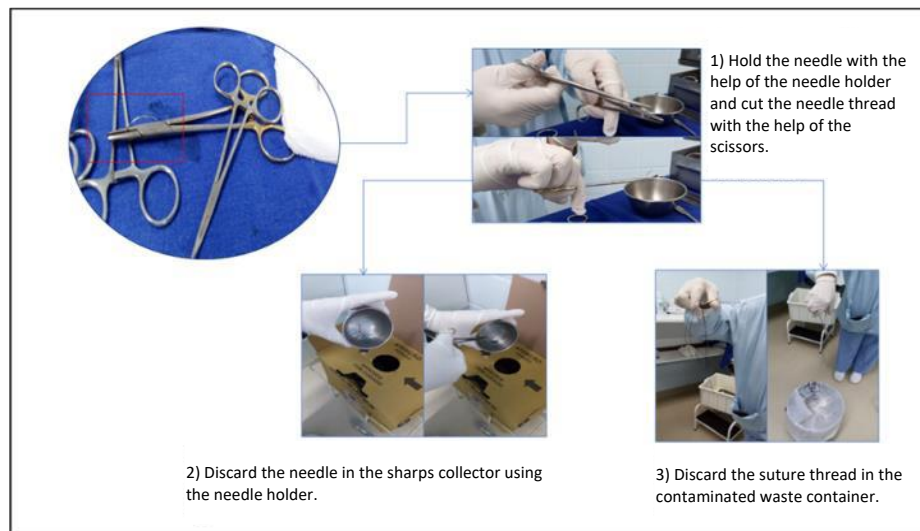 1) Hold the needle with the
help of the needle holder
and cut the needle thread
with the help of the
scissors.
2) Discard the needle in the sharps collector using
the needle holder.
3) Discard the suture thread in the
contaminated waste container.